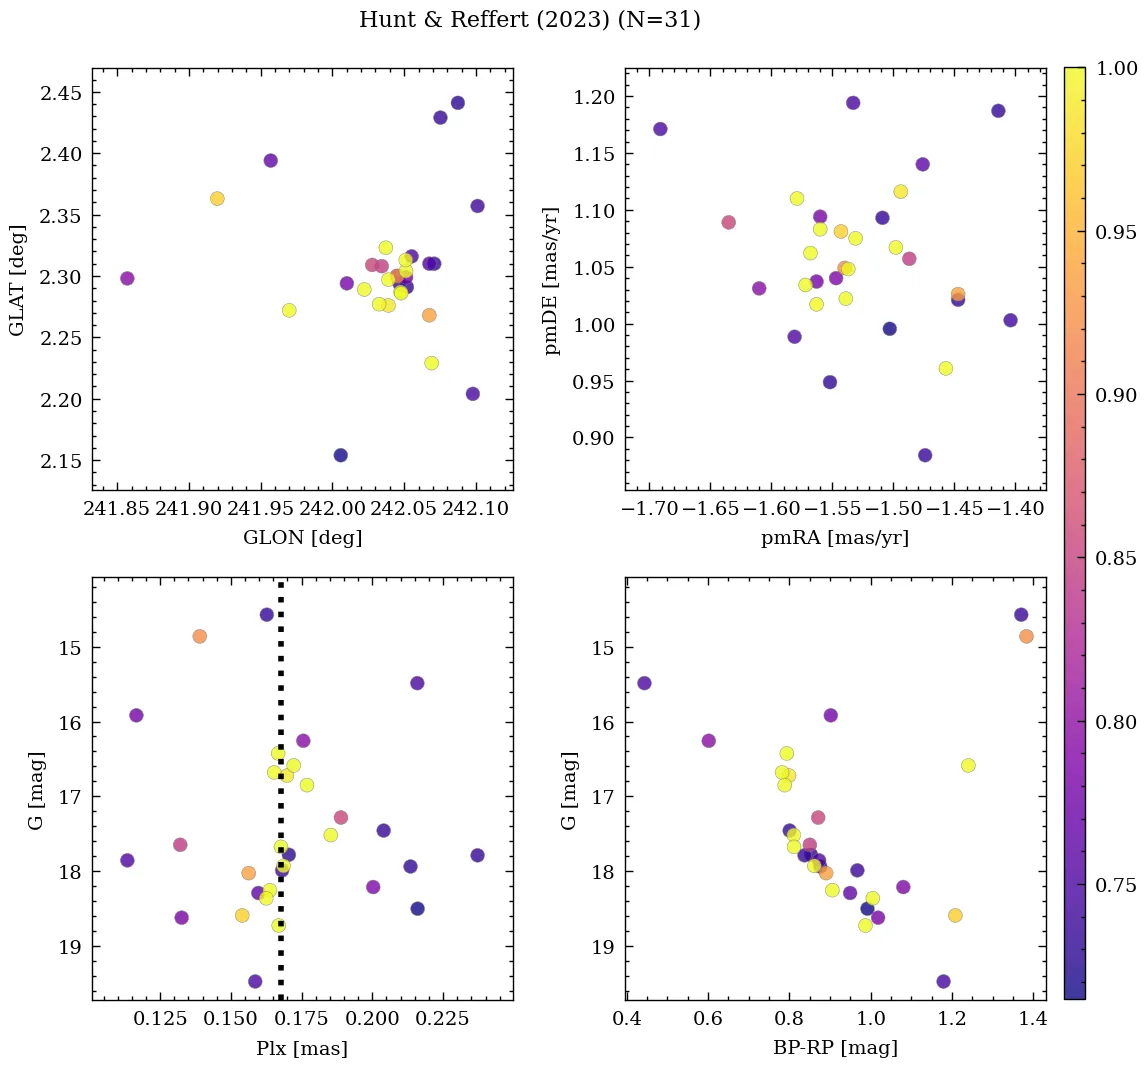 Hunt & Reffert (2023) (N=31)
2.45
2.40
2.35
2.30
2.25
2.20
2.15
GLAT [deg]
241.85 241.90 241.95 242.00 242.05 242.10
GLON [deg]
1.20
1.15
1.10
1.05
1.00
0.95
0.90
pmDE [mas/yr]
−1.70 −1.65 −1.60 −1.55 −1.50 −1.45 −1.40
pmRA [mas/yr]
15
16
17
18
19
G [mag]
0.125 0.150 0.175 0.200 0.225
Plx [mas]
15
16
17
18
19
G [mag]
0.4 0.6 0.8 1.0 1.2 1.4
BP-RP [mag]
1.00
0.95
0.90
0.85
0.80
0.75